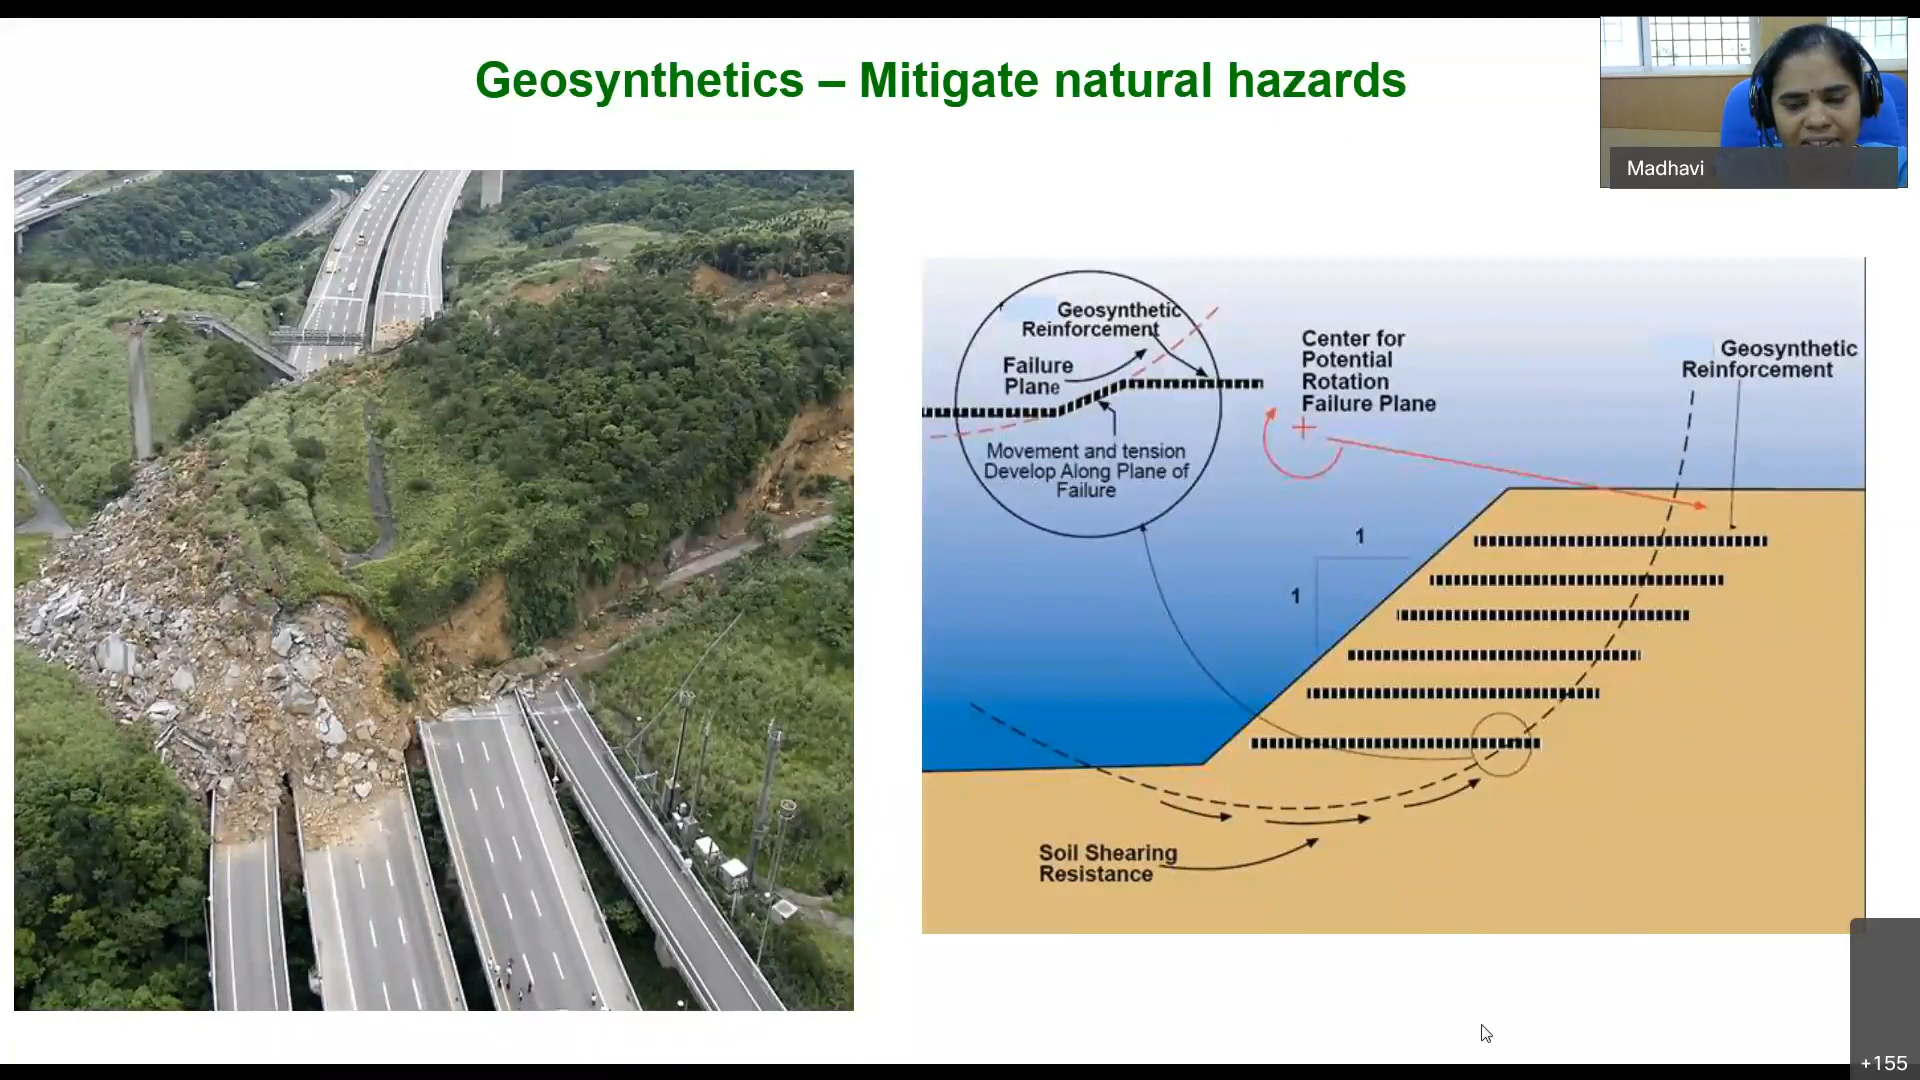 Geosynthetics – Mitigate natural hazards
Madhavi
Geosynthetic
Reinforcement
Failure
Plane
Movement and tension
Develop Along Plane of
Failure
Center for
Potential
Rotation
Failure Plane
Geosynthetic
Reinforcement
1
1
Soil Shearing
Resistance
+155